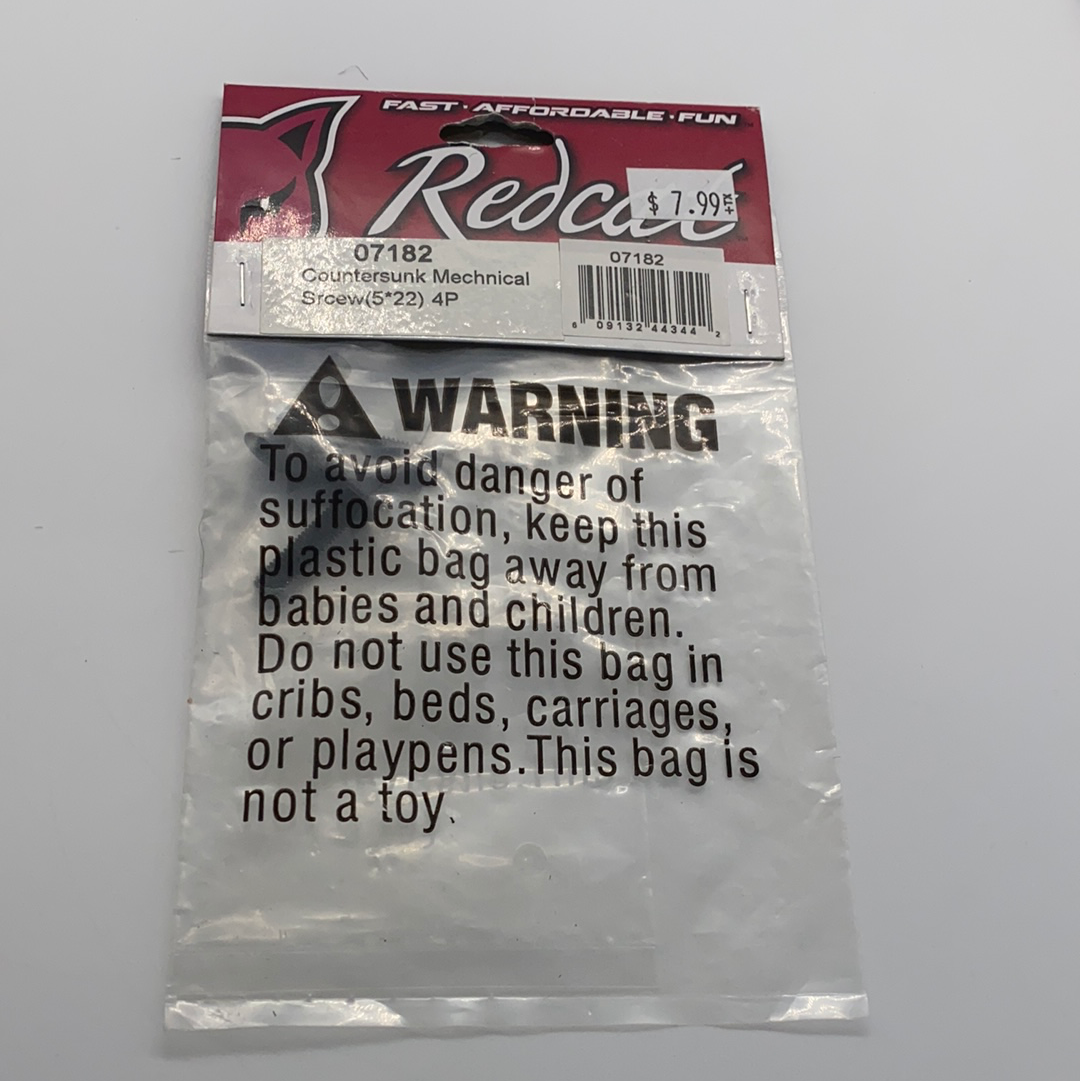 FAST · AFFORDABLE · FUN
Redcat
$ 7.99
07182
Countersunk Mechnical
Srcew(5*22) 4P
07182
6 09132 44344 2
WARNING
To avoid danger of
suffocation, keep this
plastic bag away from
babies and children.
Do not use this bag in
cribs, beds, carriages,
or playpens.This bag is
not a toy.